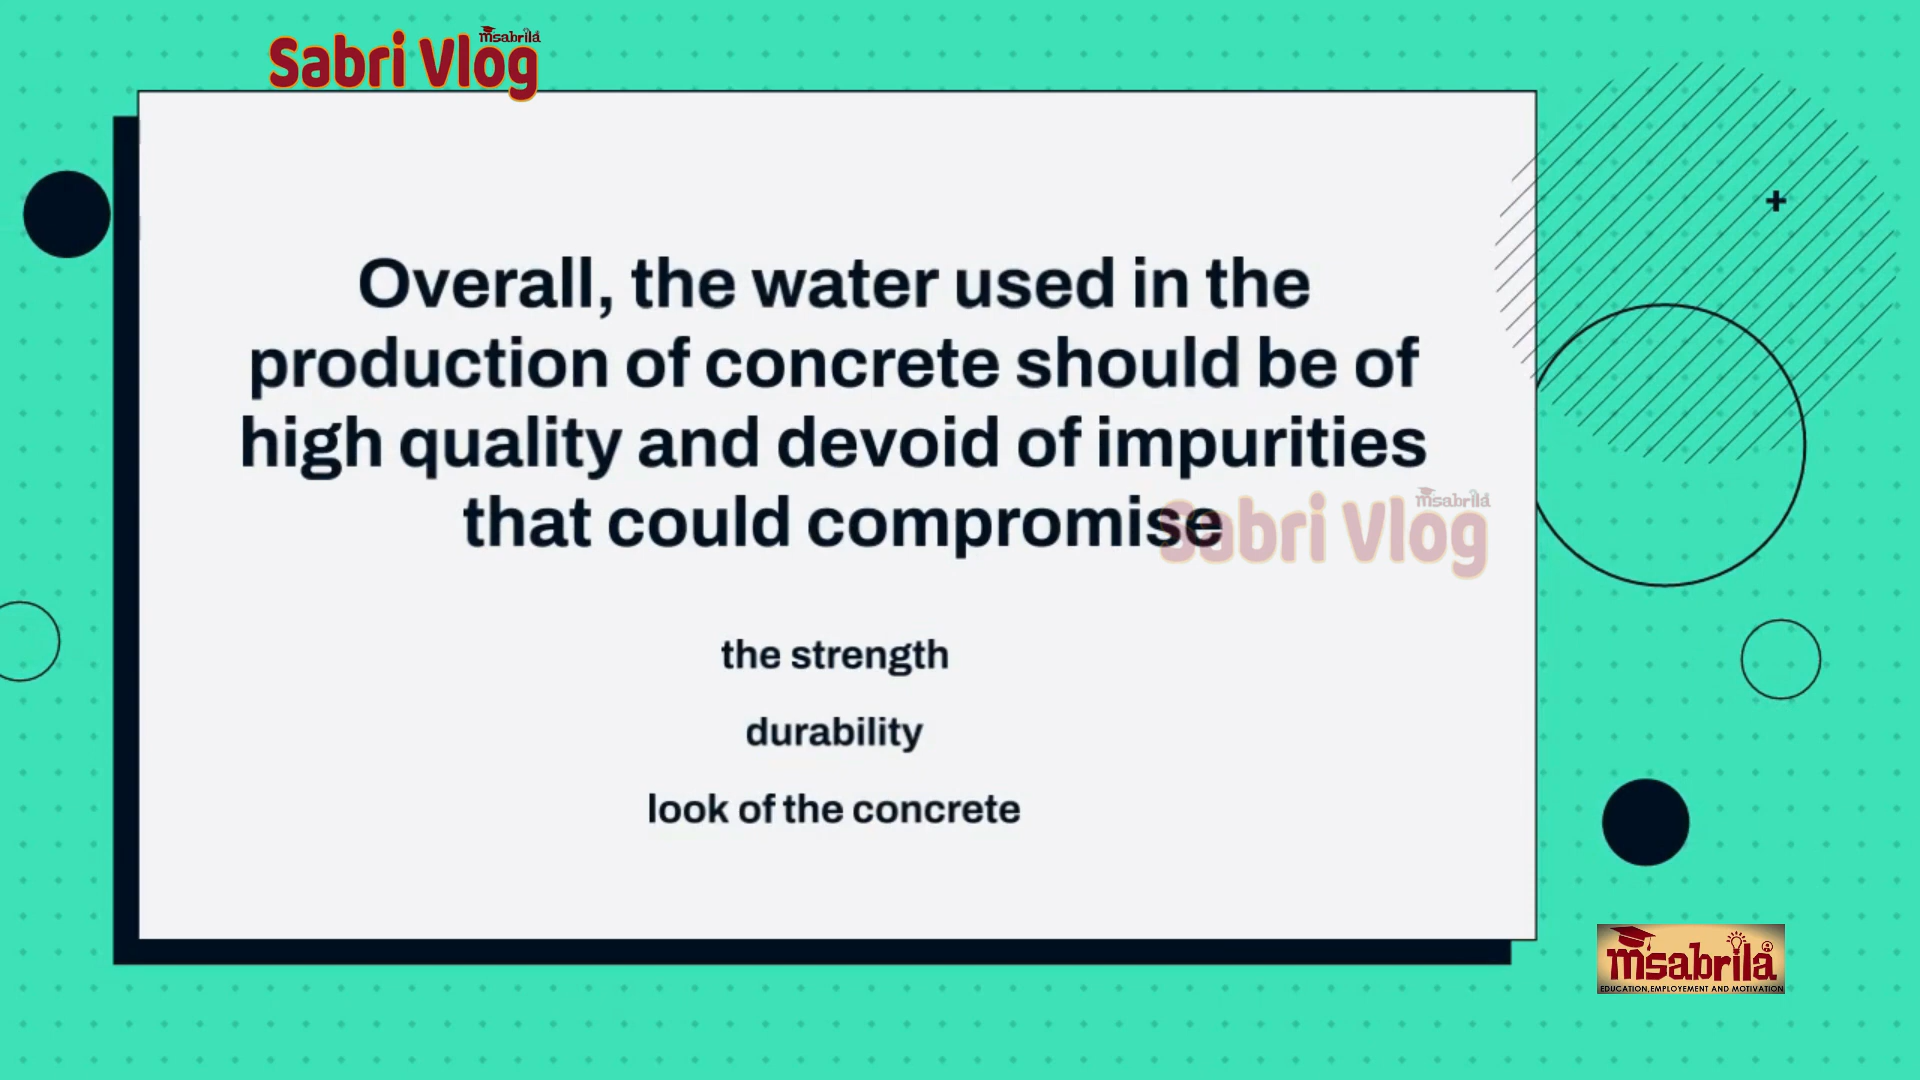 msabrila
Sabri Vlog
Overall, the water used in the
production of concrete should be of
high quality and devoid of impurities
that could compromise
msabrila
Sabri Vlog
the strength
durability
look of the concrete
msabrila
EDUCATION,EMPLOYEMENT AND MOTIVATION